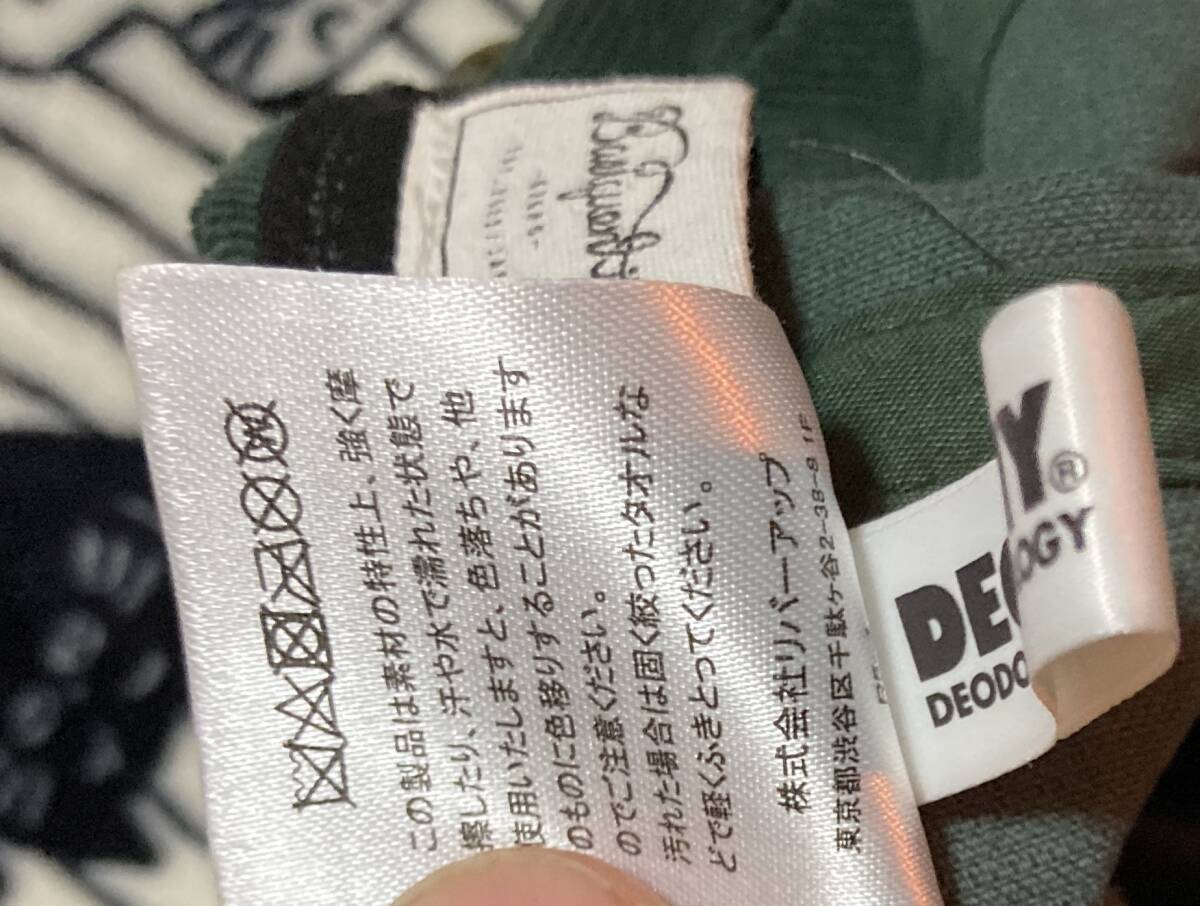 この製品は素材の特性上、強く摩
擦したり、汗や水で濡れた状態で
使用いたしますと、色落ちや、他
のものに色移りすることがあります
のでご注意ください。
汚れた場合は固く絞ったタオルな
どで軽くふきとってください。
株式会社リバーアップ
東京都渋谷区千駄ヶ谷2-38-9 1F
DEO
Y®
DEODO
OGY